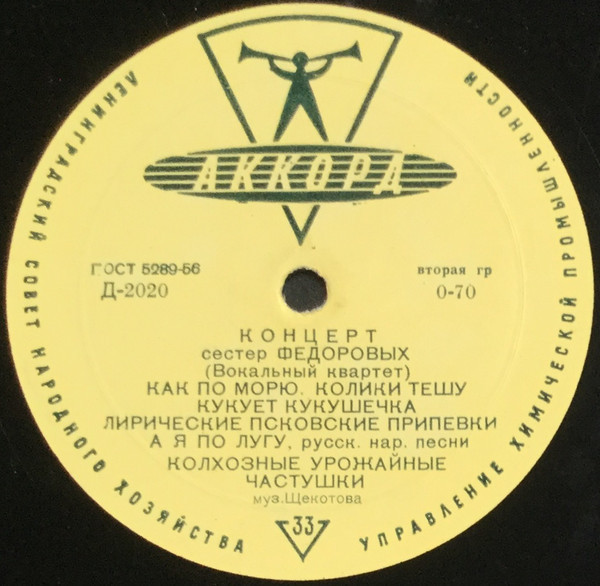 ЛЕНИНГРАДСКИЙ СОВЕТ НАРОДНОГО ХОЗЯЙСТВА
УПРАВЛЕНИЕ ХИМИЧЕСКОЙ ПРОМЫШЛЕННОСТИ
АККОРД
ГОСТ 5289-56
Д-2020
вторая гр
0-70
КОНЦЕРТ
сестер ФЕДОРОВЫХ
(Вокальный квартет)
КАК ПО МОРЮ. КОЛИКИ ТЕШУ
КУКУЕТ КУКУШЕЧКА
ЛИРИЧЕСКИЕ ПСКОВСКИЕ ПРИПЕВКИ
А Я ПО ЛУГУ, русск. нар. песни
КОЛХОЗНЫЕ УРОЖАЙНЫЕ
ЧАСТУШКИ
муз.Щекотова
33